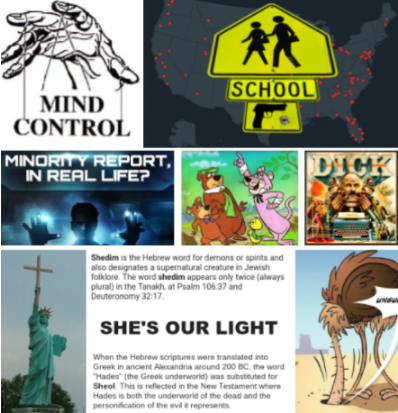 MIND
CONTROL
SCHOOL
MINORITY REPORT,
IN REAL LIFE?
DICK
Shedim is the Hebrew word for demons or spirits and
also designates a supernatural creature in Jewish
folklore. The word shedim appears only twice (always
plural) in the Tanakh, at Psalm 106:37 and
Deuteronomy 32:17.
SHE'S OUR LIGHT
When the Hebrew scriptures were translated into
Greek in ancient Alexandria around 200 BC, the word
"Hades" (the Greek underworld) was substituted for
Sheol. This is reflected in the New Testament where
Hades is both the underworld of the dead and the
personification of the evil it represents.